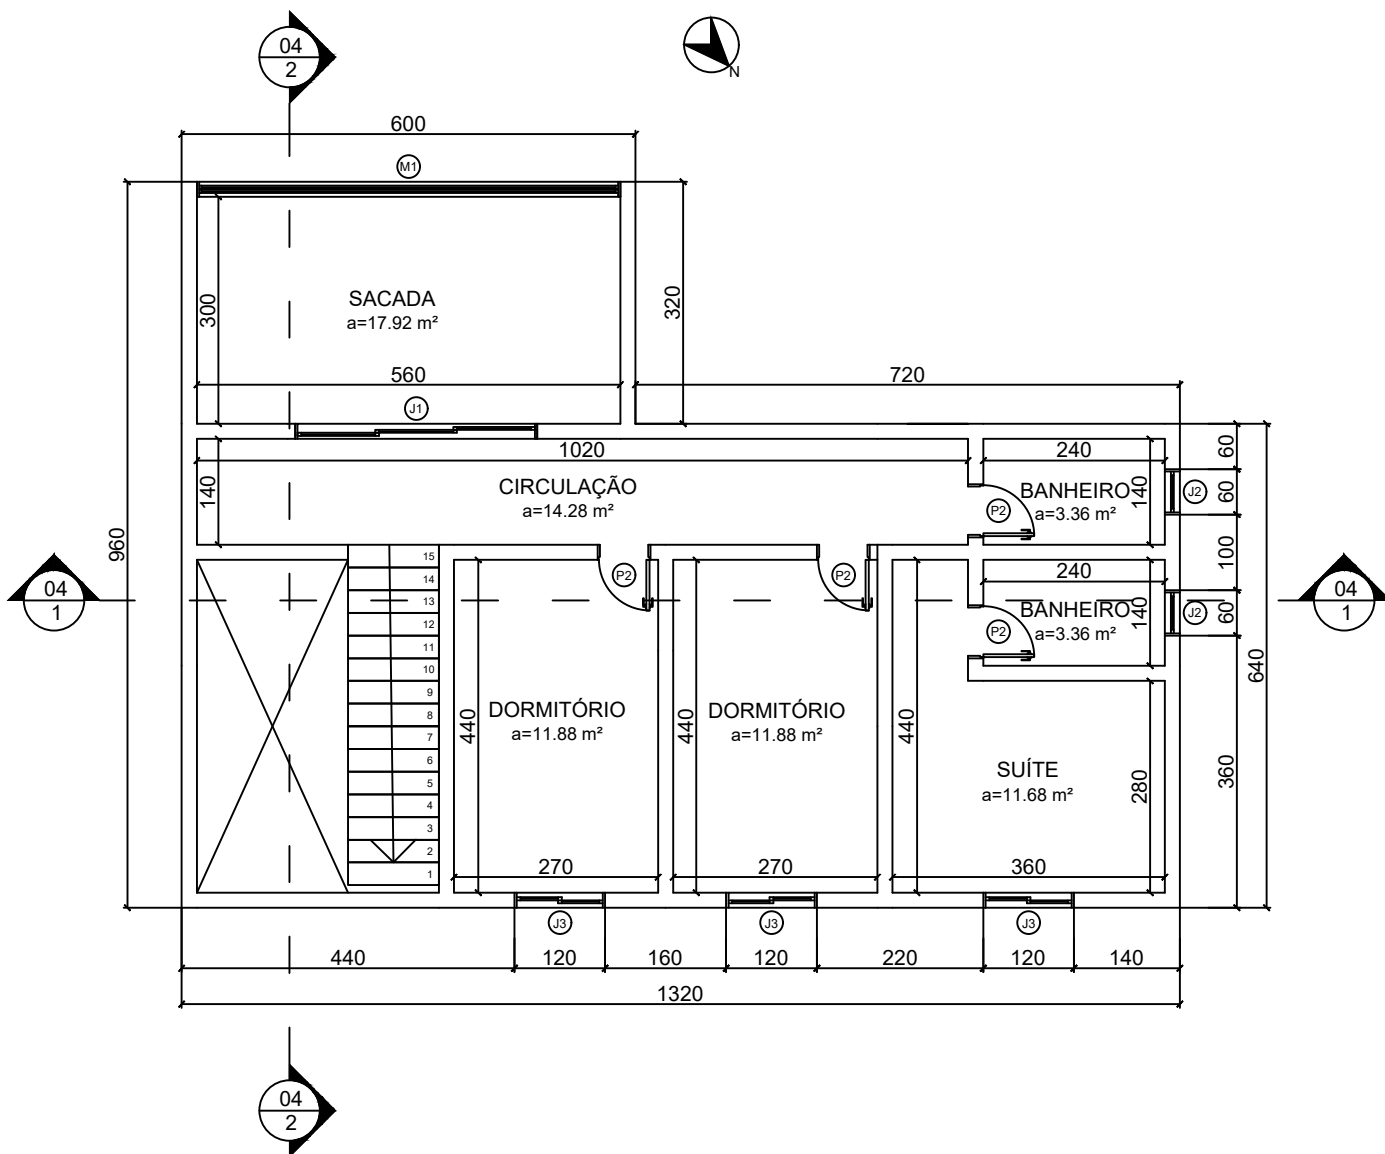 04
2
N
600
M1
SACADA
a=17.92 m²
300
320
560
720
J1
1020
240
60
CIRCULAÇÃO
a=14.28 m²
140
BANHEIRO
a=3.36 m²
140
P2
J2
60
960
100
15
14
13
12
11
10
9
8
7
6
5
4
3
2
1
P2
P2
240
04
1
04
1
BANHEIRO
a=3.36 m²
140
P2
J2
60
640
DORMITÓRIO
a=11.88 m²
440
DORMITÓRIO
a=11.88 m²
440
440
SUÍTE
a=11.68 m²
280
360
270
270
360
J3
J3
J3
440
120
160
120
220
120
140
1320
04
2